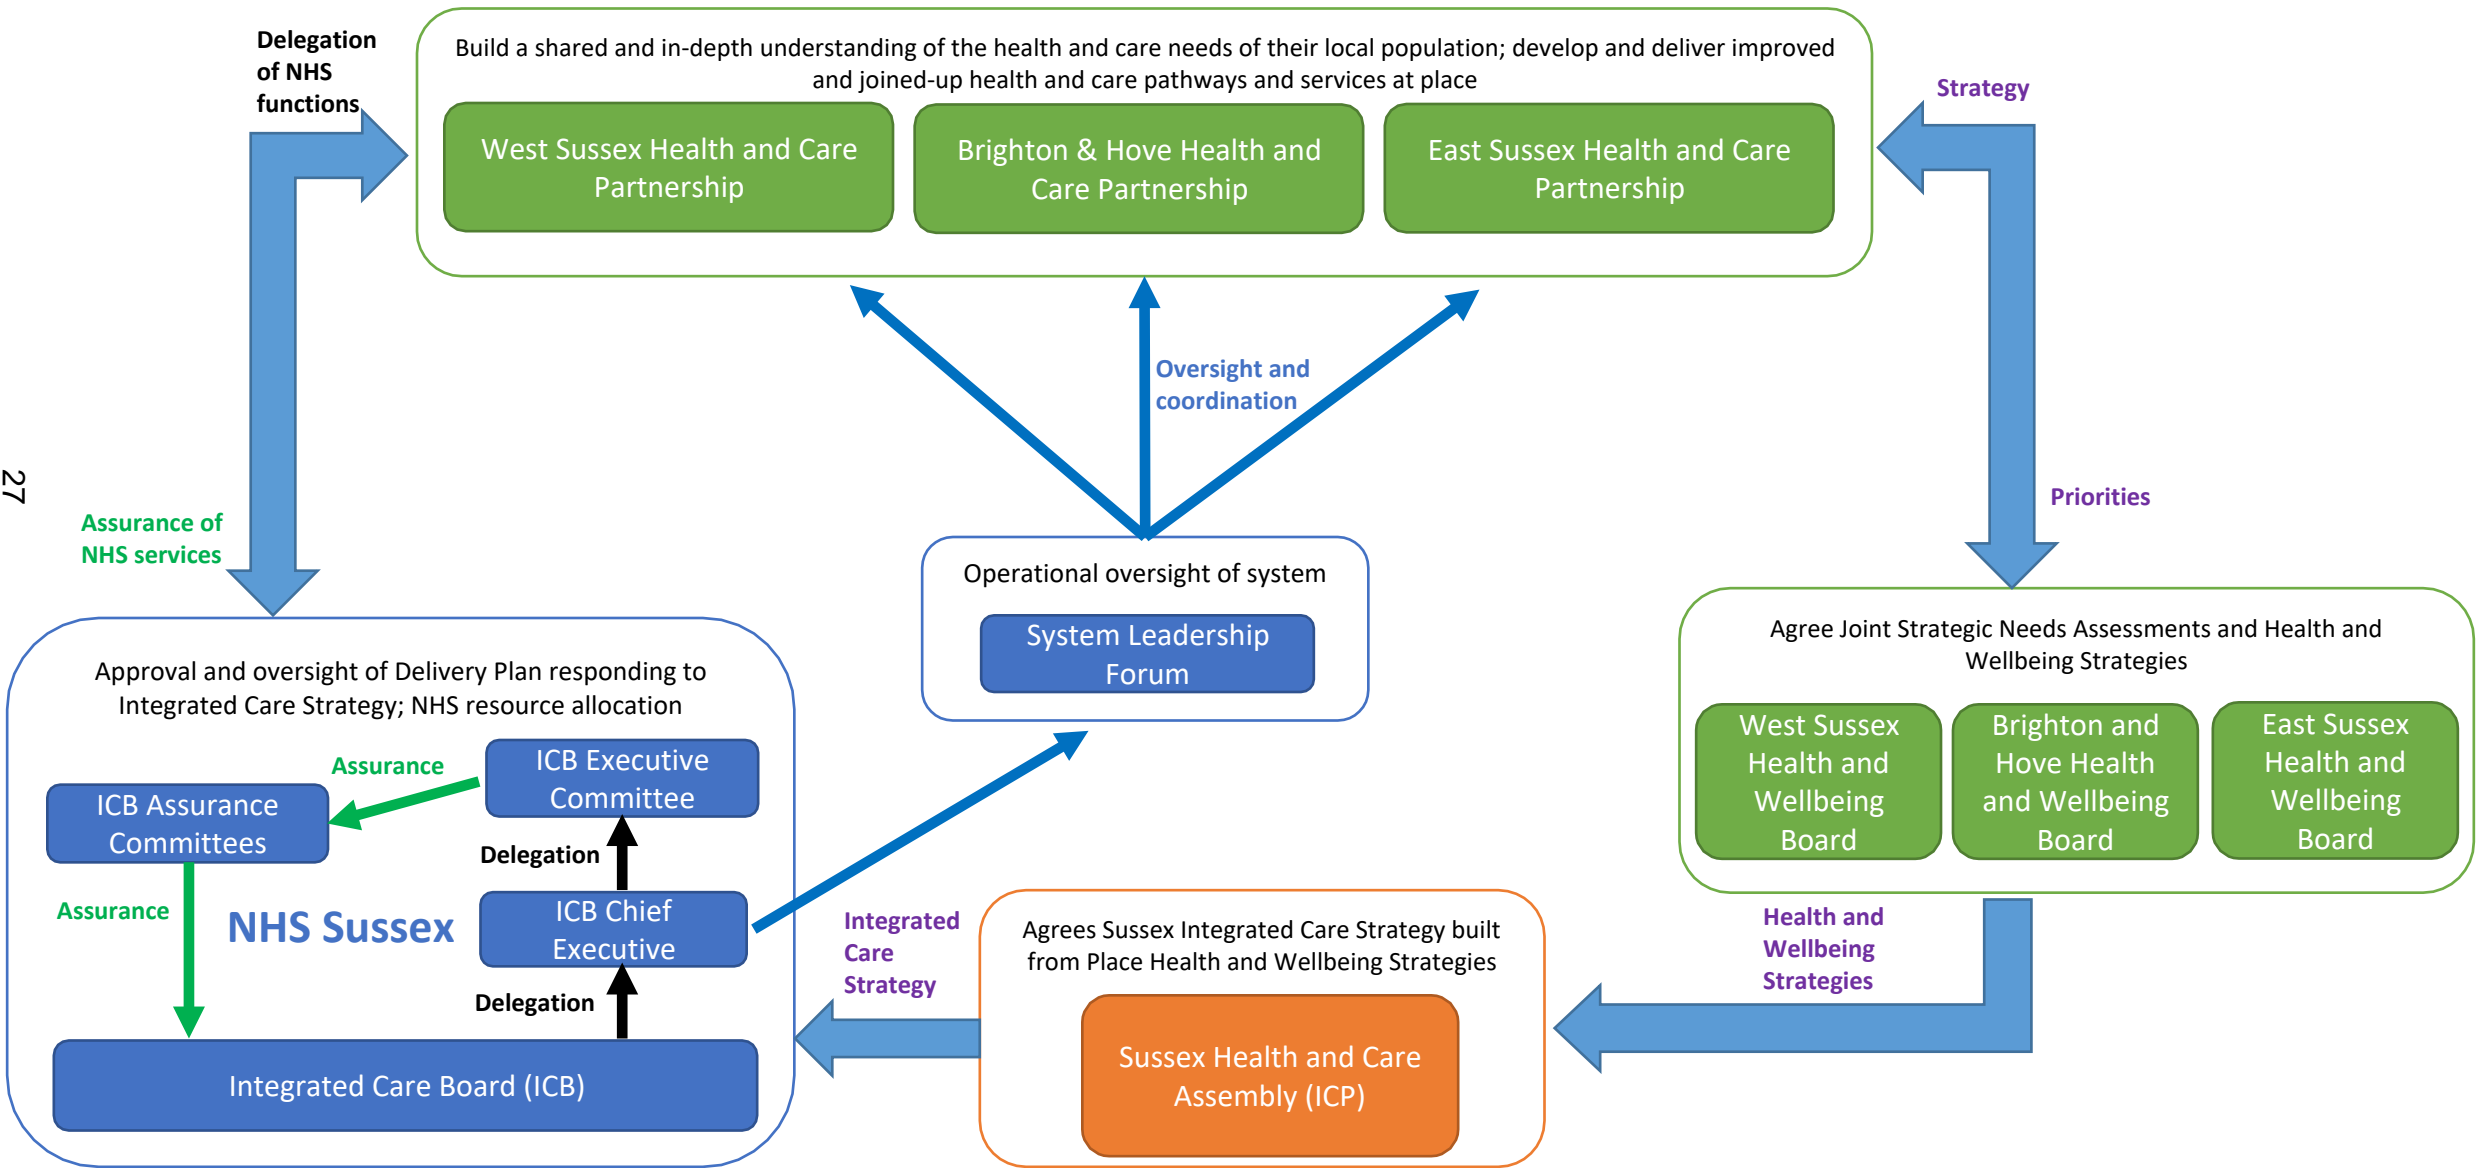 Delegation
of NHS
functions
Build a shared and in-depth understanding of the health and care needs of their local population; develop and deliver improved
and joined-up health and care pathways and services at place
West Sussex Health and Care
Partnership
Brighton & Hove Health and
Care Partnership
East Sussex Health and Care
Partnership
Strategy
Oversight and
coordination
27
Assurance of
NHS services
Priorities
Operational oversight of system
System Leadership
Forum
Approval and oversight of Delivery Plan responding to
Integrated Care Strategy; NHS resource allocation
Assurance
ICB Executive
Committee
ICB Assurance
Committees
Delegation
Assurance
NHS Sussex
ICB Chief
Executive
Delegation
Integrated Care Board (ICB)
Integrated
Care
Strategy
Agrees Sussex Integrated Care Strategy built
from Place Health and Wellbeing Strategies
Sussex Health and Care
Assembly (ICP)
Agree Joint Strategic Needs Assessments and Health and
Wellbeing Strategies
West Sussex
Health and
Wellbeing
Board
Brighton and
Hove Health
and Wellbeing
Board
East Sussex
Health and
Wellbeing
Board
Health and
Wellbeing
Strategies